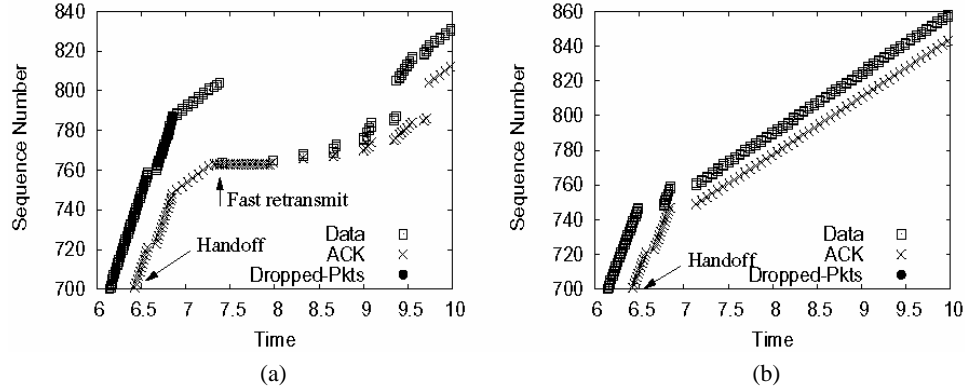 840
820
800
780
760
740
720
700
Sequence Number
6
6.5
7
7.5
8
8.5
9
9.5
10
Time
Fast retransmit
Handoff
Data
ACK
Dropped-Pkts
(a)
860
840
820
800
780
760
740
720
700
Sequence Number
6
6.5
7
7.5
8
8.5
9
9.5
10
Time
Data
ACK
Dropped-Pkts
Handoff
(b)